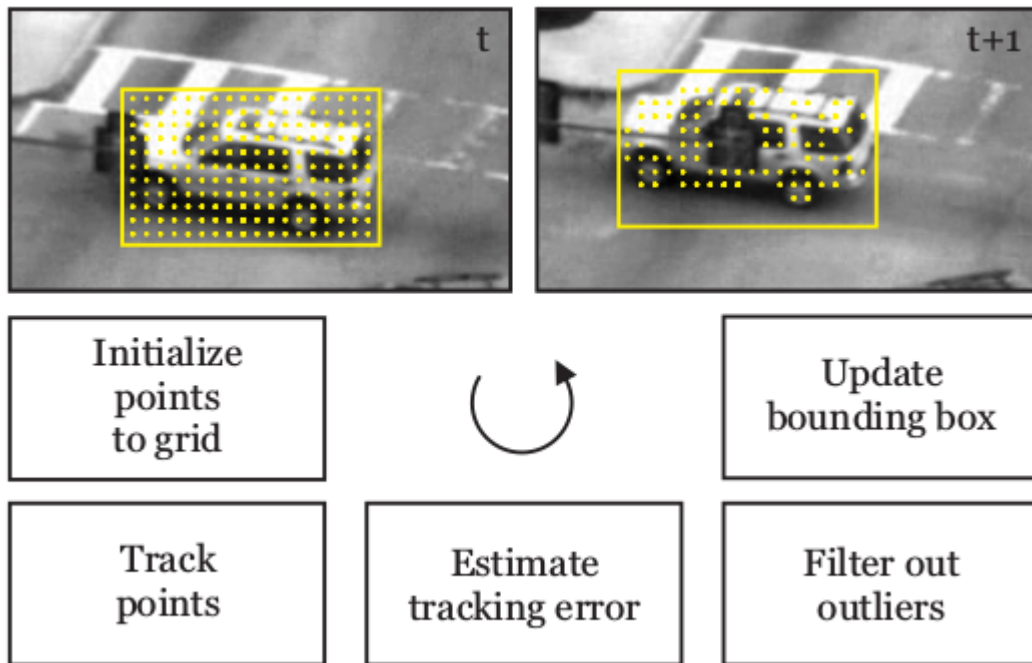 t
t+1
Initialize
points
to grid
Update
bounding box
Track
points
Estimate
tracking error
Filter out
outliers